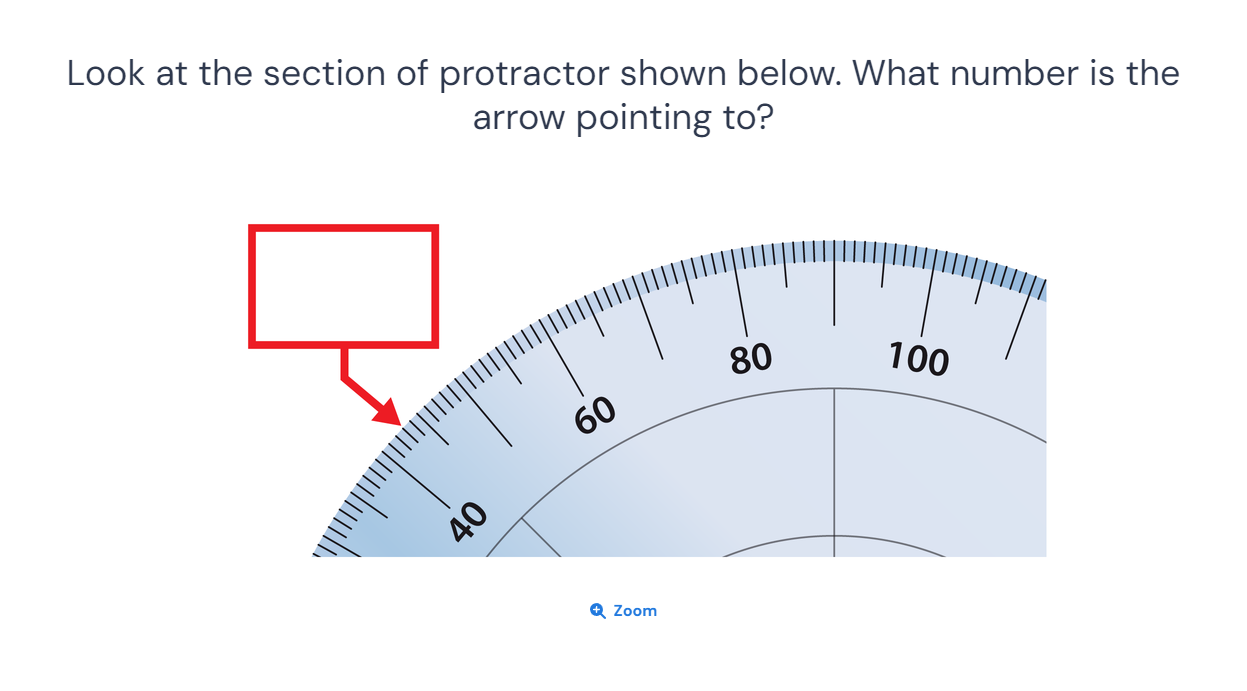 Look at the section of protractor shown below. What number is the
arrow pointing to?
80
100
60
40
Zoom